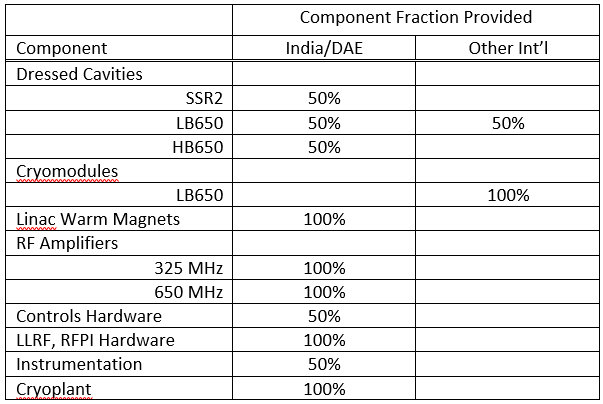 Component Fraction Provided
Component India/DAE Other Int'l
Dressed Cavities
SSR2 50%
LB650 50% 50%
HB650 50%
Cryomodules
LB650 100%
Linac Warm Magnets 100%
RF Amplifiers
325 MHz 100%
650 MHz 100%
Controls Hardware 50%
LLRF, RFPI Hardware 100%
Instrumentation 50%
Cryoplant 100%